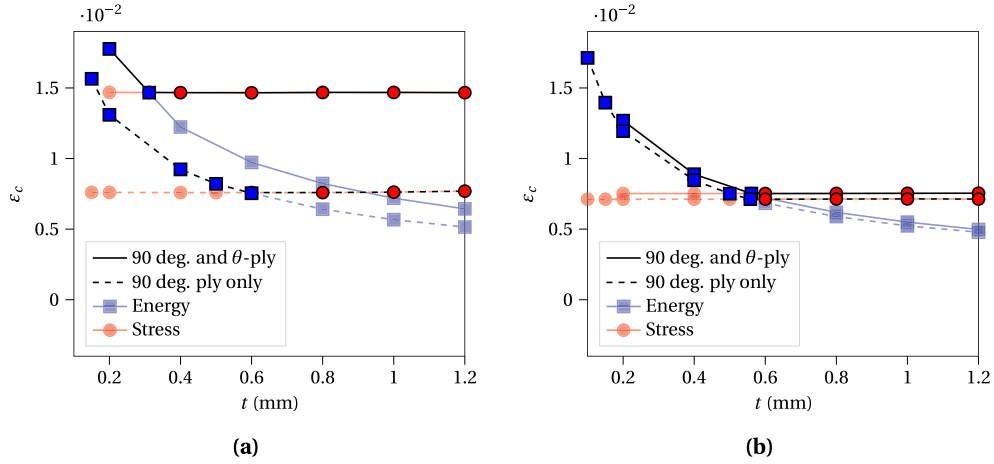 ·10⁻²
1.5
1
0.5
0
ε_c
0.2 0.4 0.6 0.8 1 1.2
t (mm)
90 deg. and θ-ply
90 deg. ply only
Energy
Stress
(a)
·10⁻²
1.5
1
0.5
0
ε_c
0.2 0.4 0.6 0.8 1 1.2
t (mm)
90 deg. and θ-ply
90 deg. ply only
Energy
Stress
(b)